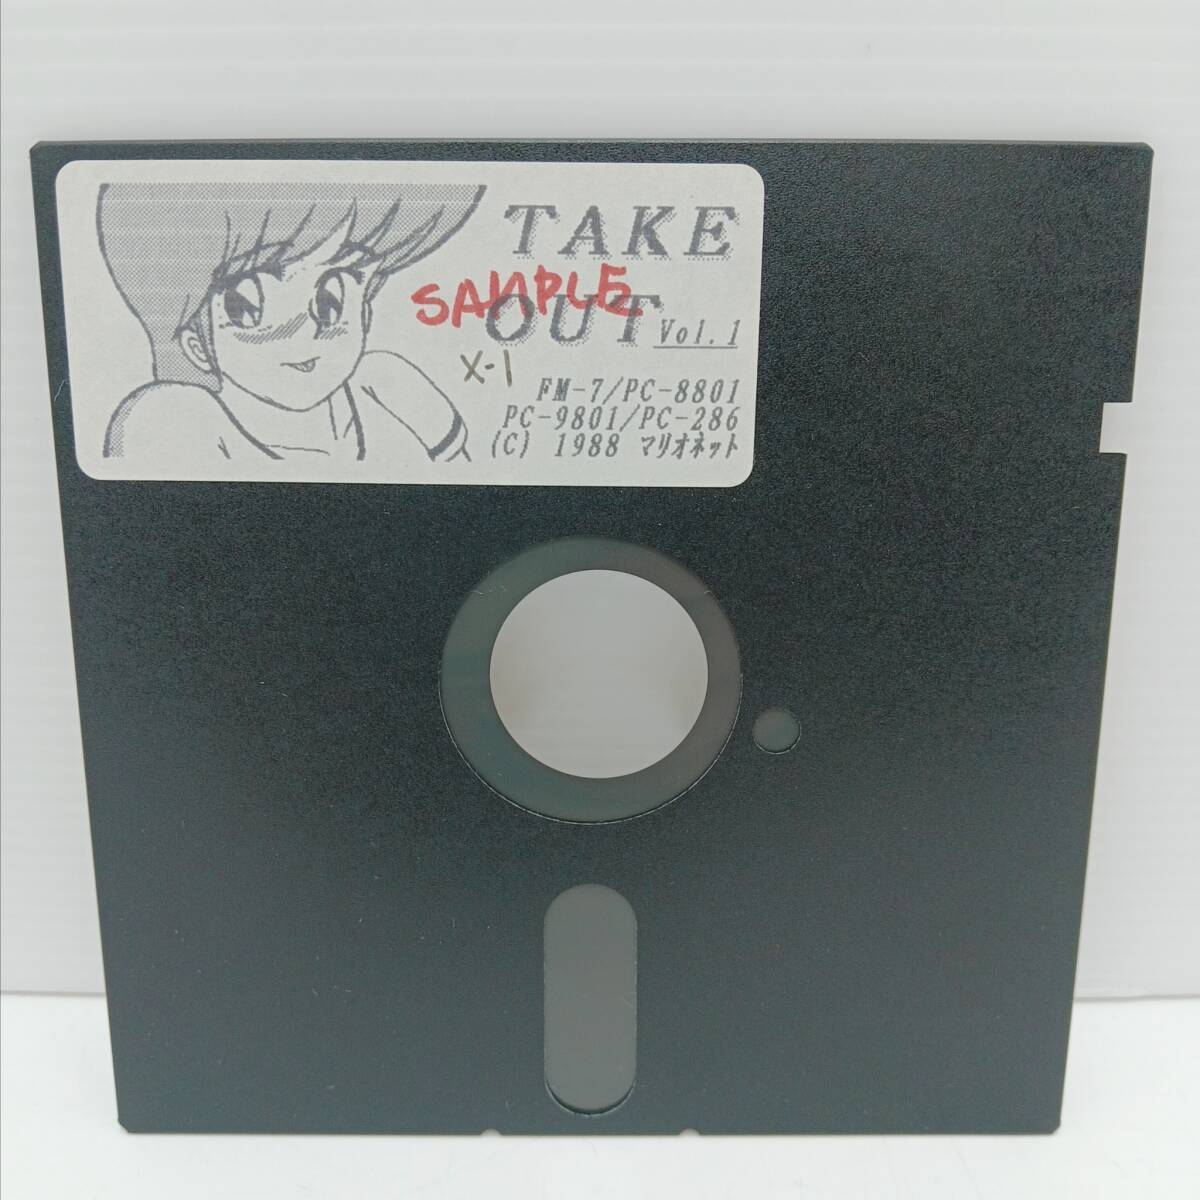 TAKE
SAMPLE
OUT Vol.1
X-1
FM-7/PC-8801
PC-9801/PC-286
(C) 1988 マリオネット